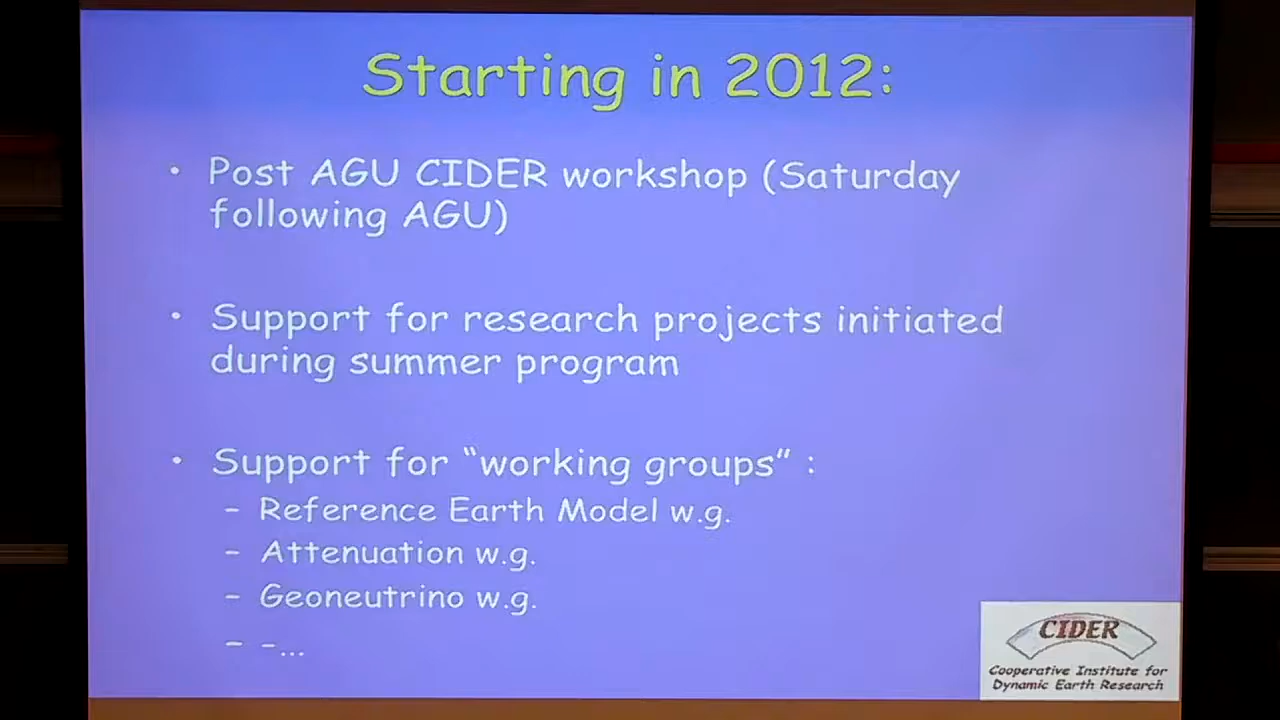 Starting in 2012:
• Post AGU CIDER workshop (Saturday
following AGU)
• Support for research projects initiated
during summer program
• Support for “working groups” :
– Reference Earth Model w.g.
– Attenuation w.g.
– Geoneutrino w.g.
– -...
CIDER
Cooperative Institute for
Dynamic Earth Research